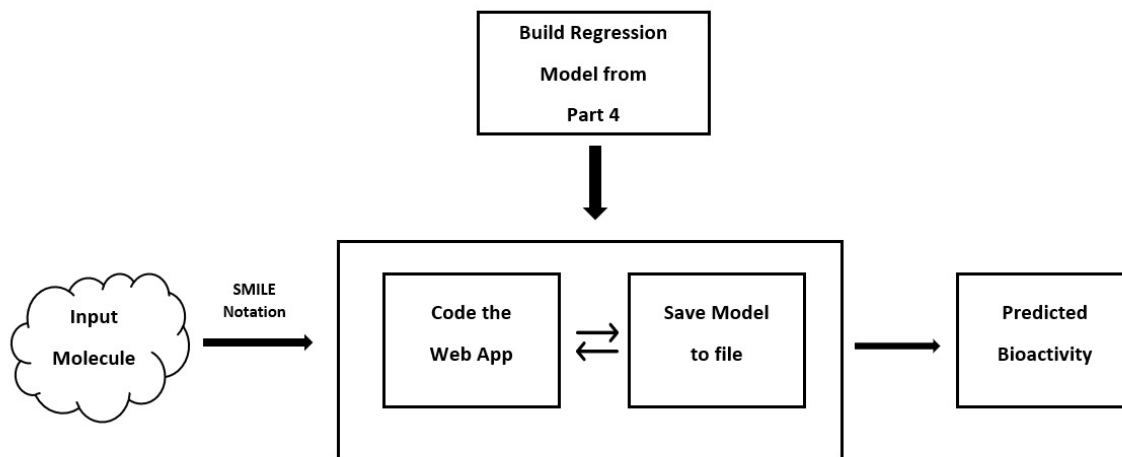 Build Regression
Model from
Part 4
SMILE
Notation
Input
Molecule
Code the
Web App
Save Model
to file
Predicted
Bioactivity